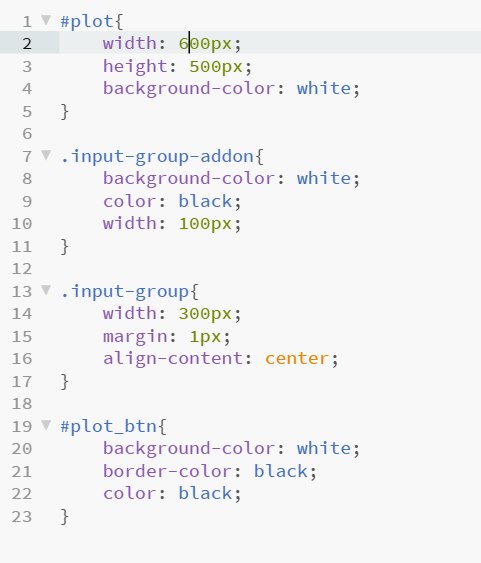 1 #plot{
2 width: 600px;
3 height: 500px;
4 background-color: white;
5 }
6
7 .input-group-addon{
8 background-color: white;
9 color: black;
10 width: 100px;
11 }
12
13 .input-group{
14 width: 300px;
15 margin: 1px;
16 align-content: center;
17 }
18
19 #plot_btn{
20 background-color: white;
21 border-color: black;
22 color: black;
23 }